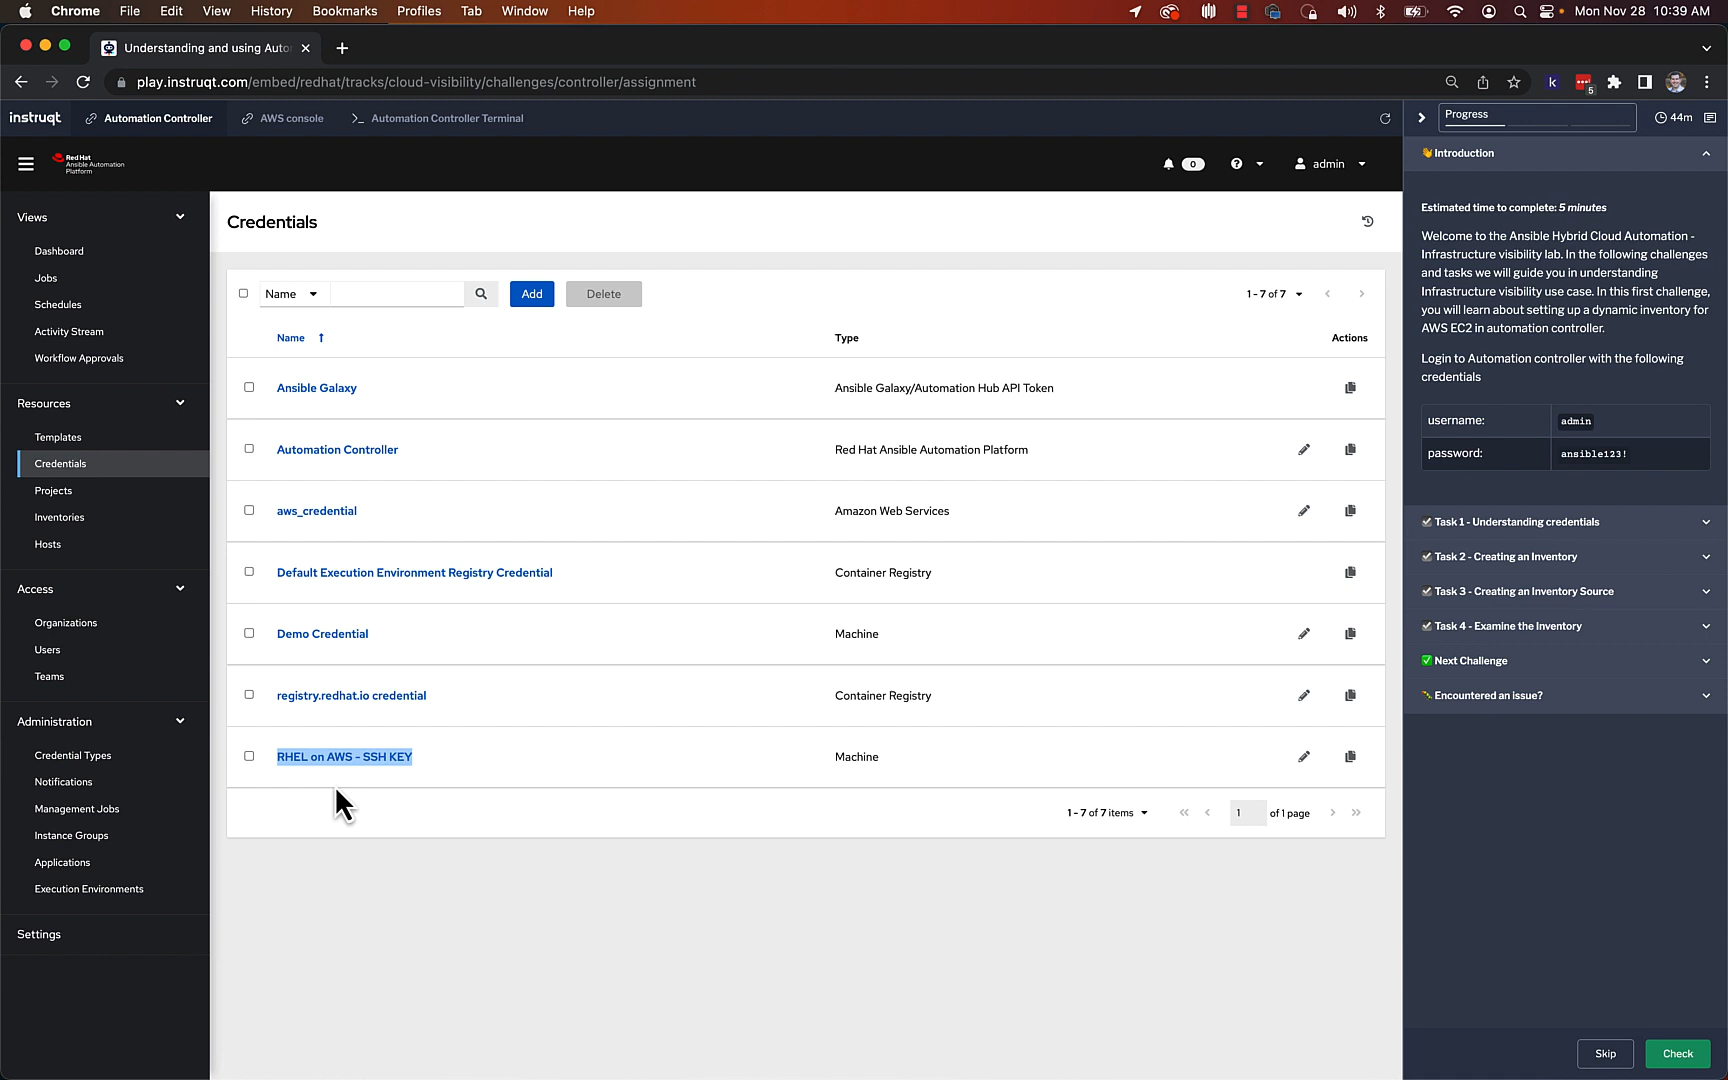 Chrome File Edit View History Bookmarks Profiles Tab Window Help Mon Nov 28 10:39 AM
Understanding and using Auto
play.instruqt.com/embed/redhat/tracks/cloud-visibility/challenges/controller/assignment
k
5
instruqt Automation Controller AWS console Automation Controller Terminal
Progress
44m
Red Hat
Ansible Automation
Platform
0
admin
Views
Dashboard
Jobs
Schedules
Activity Stream
Workflow Approvals
Resources
Templates
Credentials
Projects
Inventories
Hosts
Access
Organizations
Users
Teams
Administration
Credential Types
Notifications
Management Jobs
Instance Groups
Applications
Execution Environments
Settings
Credentials
Name Add Delete 1 - 7 of 7
Name Type Actions
Ansible Galaxy Ansible Galaxy/Automation Hub API Token
Automation Controller Red Hat Ansible Automation Platform
aws_credential Amazon Web Services
Default Execution Environment Registry Credential Container Registry
Demo Credential Machine
registry.redhat.io credential Container Registry
RHEL on AWS - SSH KEY Machine
1 - 7 of 7 items 1 of 1 page
Introduction
Estimated time to complete: 5 minutes
Welcome to the Ansible Hybrid Cloud Automation -
Infrastructure visibility lab. In the following challenges
and tasks we will guide you in understanding
Infrastructure visibility use case. In this first challenge,
you will learn about setting up a dynamic inventory for
AWS EC2 in automation controller.
Login to Automation controller with the following
credentials
username: admin
password: ansible123!
Task 1 - Understanding credentials
Task 2 - Creating an Inventory
Task 3 - Creating an Inventory Source
Task 4 - Examine the Inventory
Next Challenge
Encountered an issue?
Skip Check